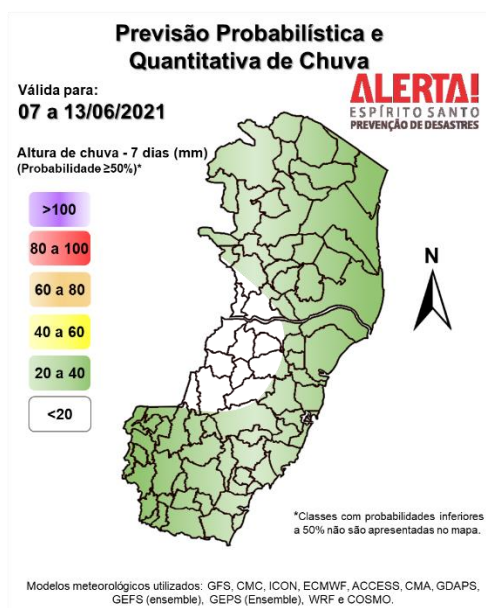 Previsão Probabilística e
Quantitativa de Chuva
Válida para:
07 a 13/06/2021
ALERTA!
ESPÍRITO SANTO
PREVENÇÃO DE DESASTRES
Altura de chuva - 7 dias (mm)
(Probabilidade ≥50%)*
>100
80 a 100
60 a 80
40 a 60
20 a 40
<20
N
*Classes com probabilidades inferiores
a 50% não são apresentadas no mapa.
Modelos meteorológicos utilizados: GFS, CMC, ICON, ECMWF, ACCESS, CMA, GDAPS,
GEFS (ensemble), GEPS (Ensemble), WRF e COSMO.